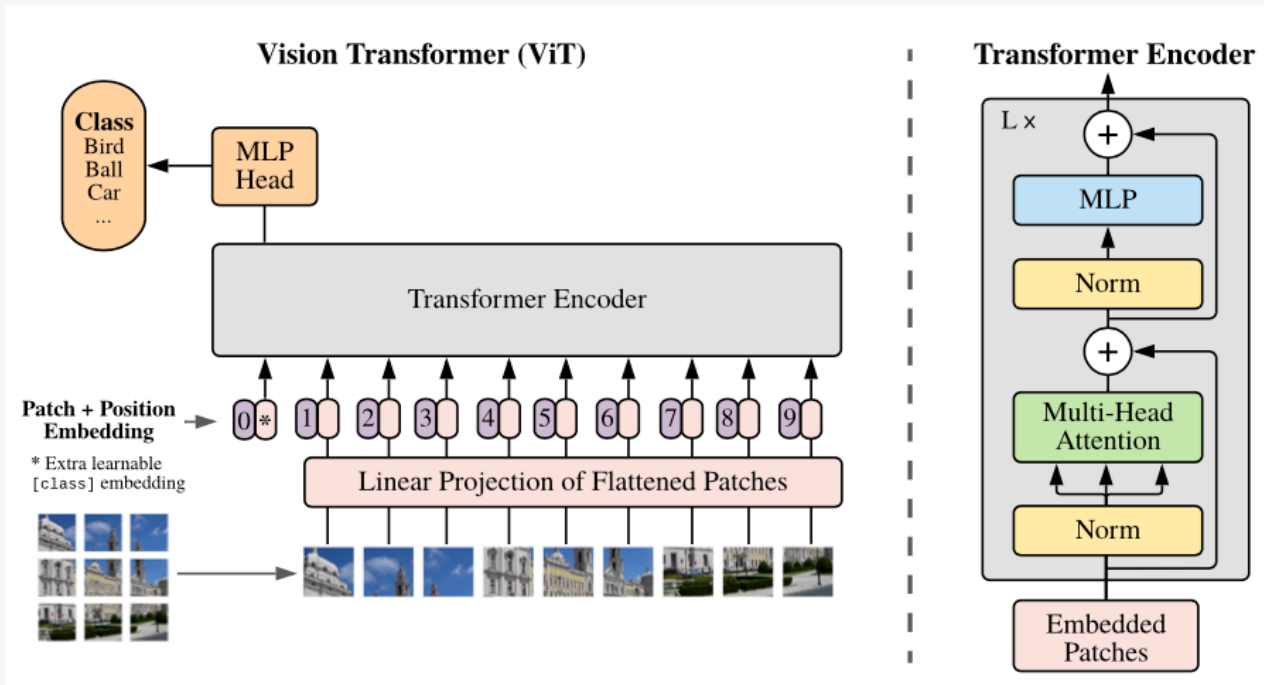 Vision Transformer (ViT)
Class
Bird
Ball
Car
...
MLP
Head
Transformer Encoder
Patch + Position
Embedding
* Extra learnable
[class] embedding
0 *
1
2
3
4
5
6
7
8
9
Linear Projection of Flattened Patches
Transformer Encoder
L ×
+
MLP
Norm
+
Multi-Head
Attention
Norm
Embedded
Patches